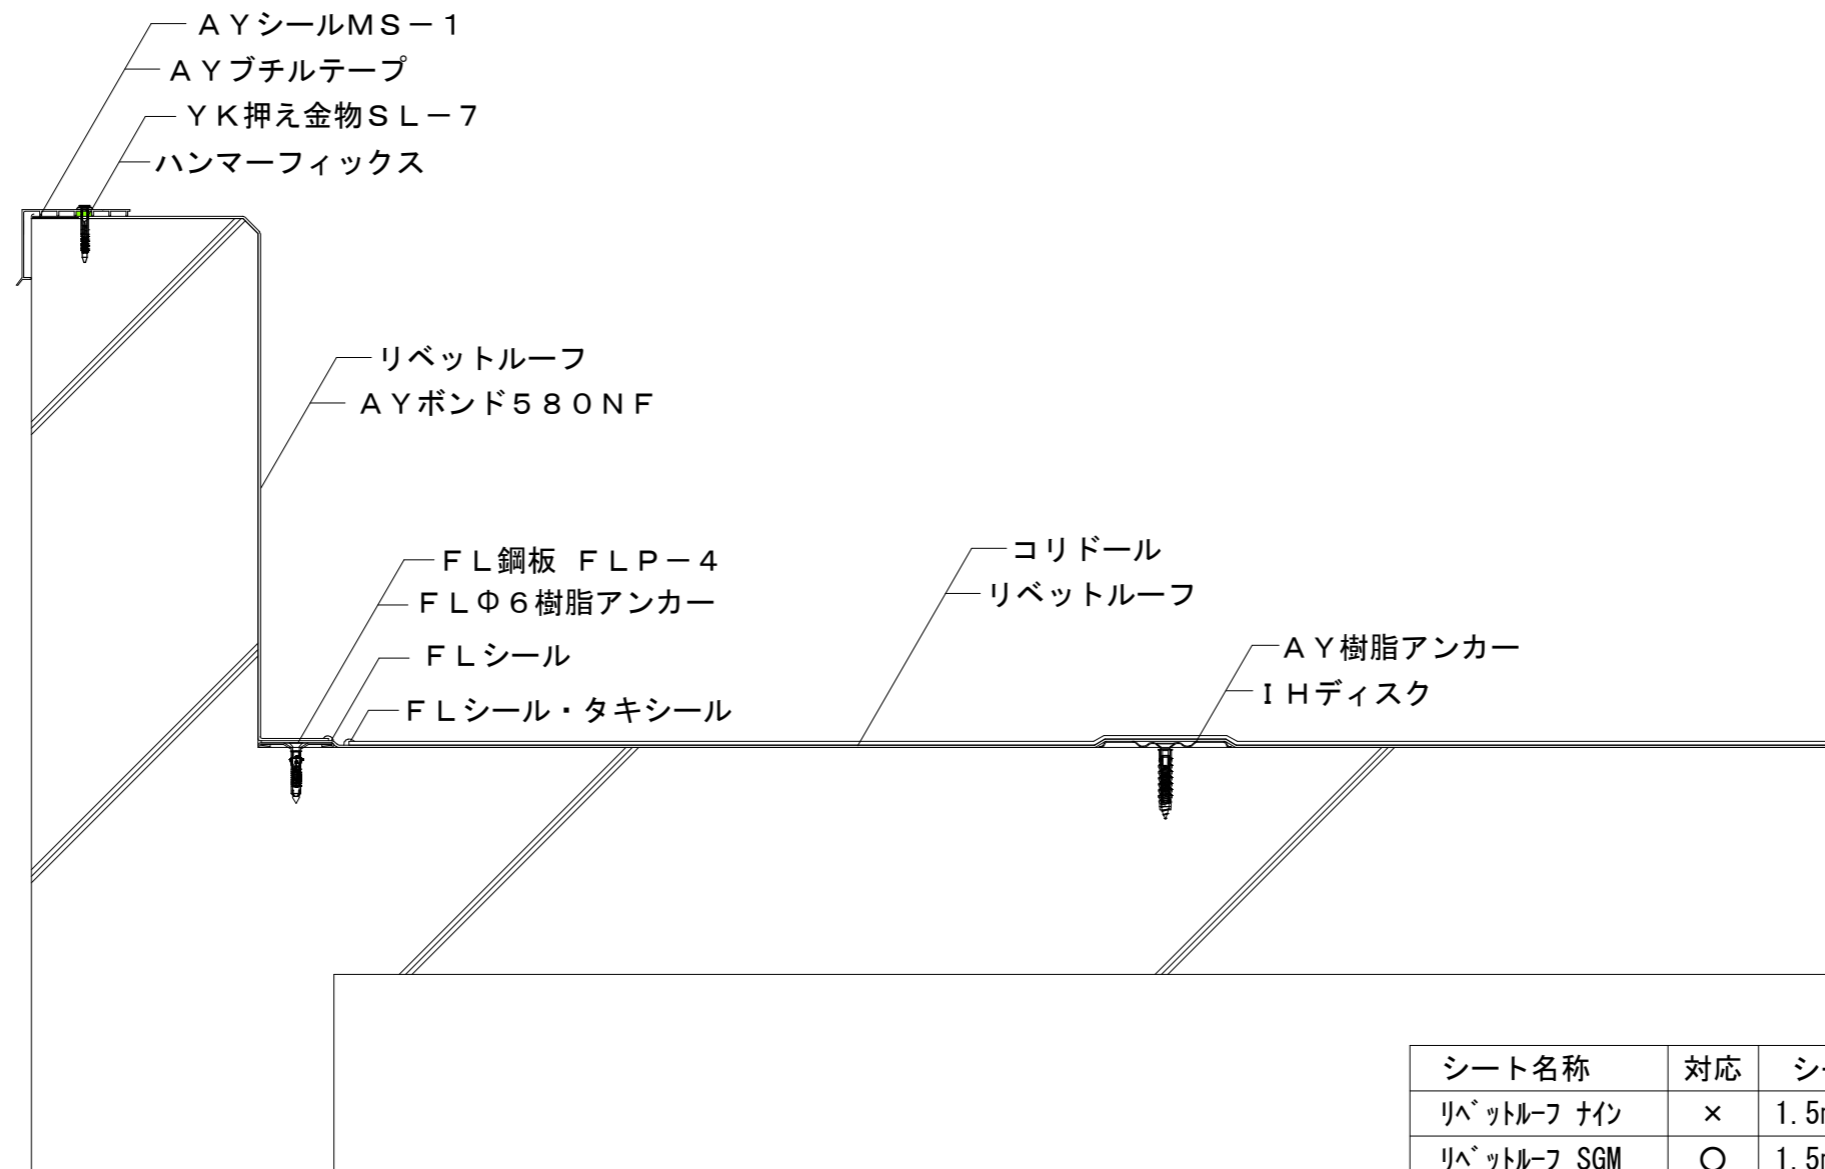 ＡＹシールＭＳ－１
ＡＹブチルテープ
ＹＫ押え金物ＳＬ－７
ハンマーフィックス
リベットルーフ
ＡＹボンド５８０ＮＦ
ＦＬ鋼板 ＦＬＰ－４
ＦＬΦ６樹脂アンカー
ＦＬシール
ＦＬシール・タキシール
コリドール
リベットルーフ
ＡＹ樹脂アンカー
ＩＨディスク
シート名称 対応
ﾘﾍﾞｯﾄﾙｰﾌ ﾅｲﾝ × 1.5
ﾘﾍﾞｯﾄﾙｰﾌ SGM ○ 1.5